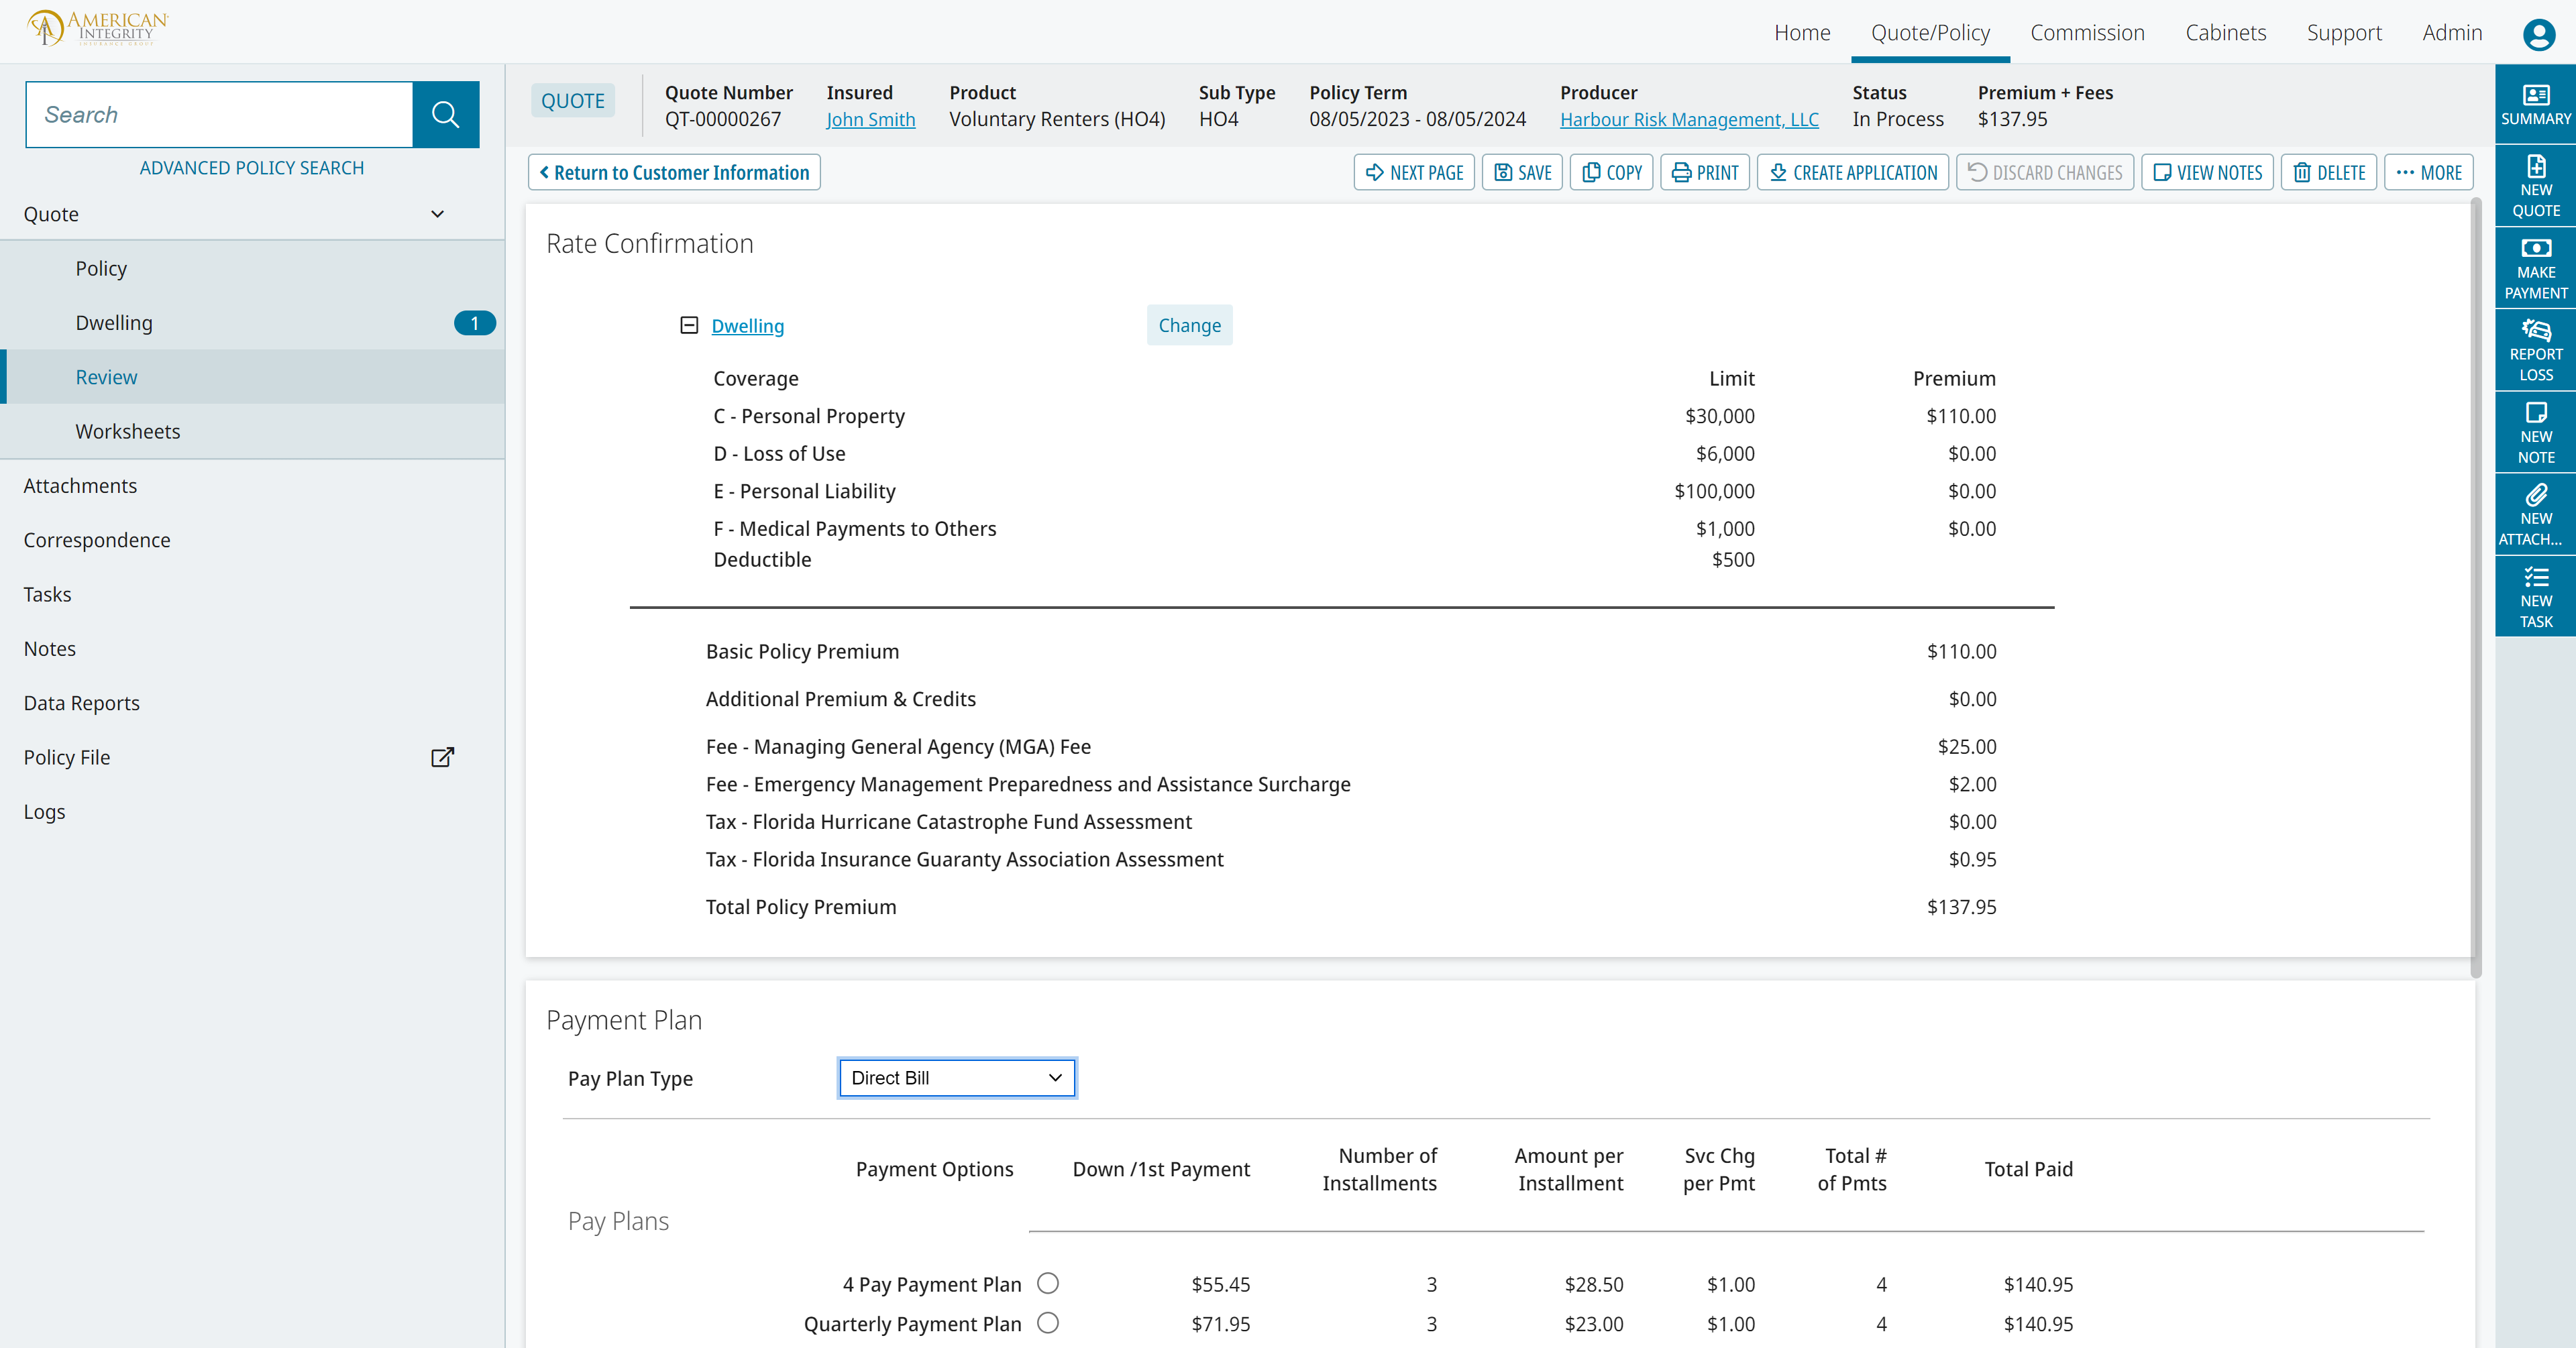 AMERICAN
INTEGRITY
INSURANCE GROUP
Home Quote/Policy Commission Cabinets Support Admin
Search
ADVANCED POLICY SEARCH
Quote
Policy
Dwelling 1
Review
Worksheets
Attachments
Correspondence
Tasks
Notes
Data Reports
Policy File
Logs
QUOTE
Quote Number Insured Product Sub Type Policy Term Producer Status Premium + Fees
QT-00000267 John Smith Voluntary Renters (HO4) HO4 08/05/2023 - 08/05/2024 Harbour Risk Management, LLC In Process $137.95
Return to Customer Information NEXT PAGE SAVE COPY PRINT CREATE APPLICATION DISCARD CHANGES VIEW NOTES DELETE MORE
Rate Confirmation
Dwelling Change
Coverage Limit Premium
C - Personal Property $30,000 $110.00
D - Loss of Use $6,000 $0.00
E - Personal Liability $100,000 $0.00
F - Medical Payments to Others $1,000 $0.00
Deductible $500
Basic Policy Premium $110.00
Additional Premium & Credits $0.00
Fee - Managing General Agency (MGA) Fee $25.00
Fee - Emergency Management Preparedness and Assistance Surcharge $2.00
Tax - Florida Hurricane Catastrophe Fund Assessment $0.00
Tax - Florida Insurance Guaranty Association Assessment $0.95
Total Policy Premium $137.95
Payment Plan
Pay Plan Type Direct Bill
Payment Options Down /1st Payment Number of Installments Amount per Installment Svc Chg per Pmt Total # of Pmts Total Paid
Pay Plans
4 Pay Payment Plan $55.45 3 $28.50 $1.00 4 $140.95
Quarterly Payment Plan $71.95 3 $23.00 $1.00 4 $140.95
SUMMARY
NEW
QUOTE
MAKE
PAYMENT
REPORT
LOSS
NEW
NOTE
NEW
ATTACH...
NEW
TASK